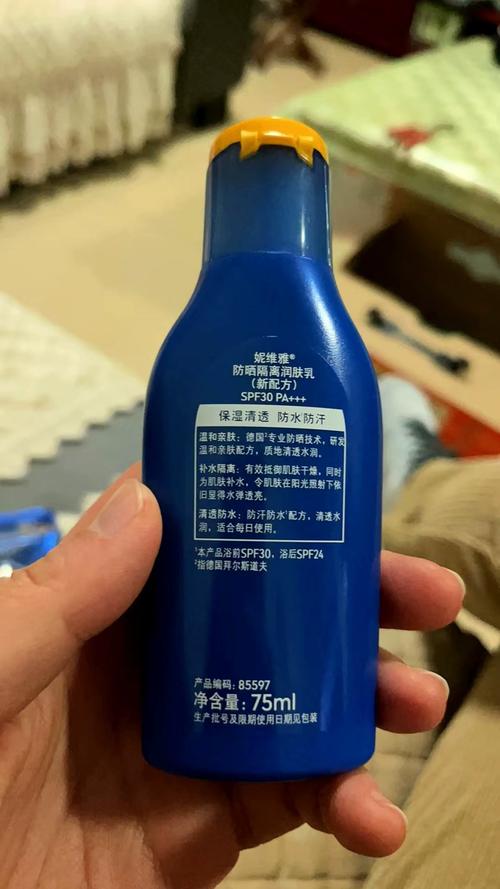 妮维雅®
防晒隔离润肤乳
（新配方）
SPF30 PA+++
保湿清透 防水防汗
温和亲肤：德国²专业防晒技术，研发
温和亲肤配方，质地清透水润。
补水隔离：有效抵御肌肤干燥，同时
为肌肤补水，令肌肤在阳光照射下依
旧显得水弹透亮。
清透防水：防汗防水¹配方，清透水
润，适合每日使用。
¹本产品浴前SPF30，浴后SPF24
²指德国拜尔斯道夫
产品编码：85597
净含量：75ml
生产批号及限期使用日期见包装